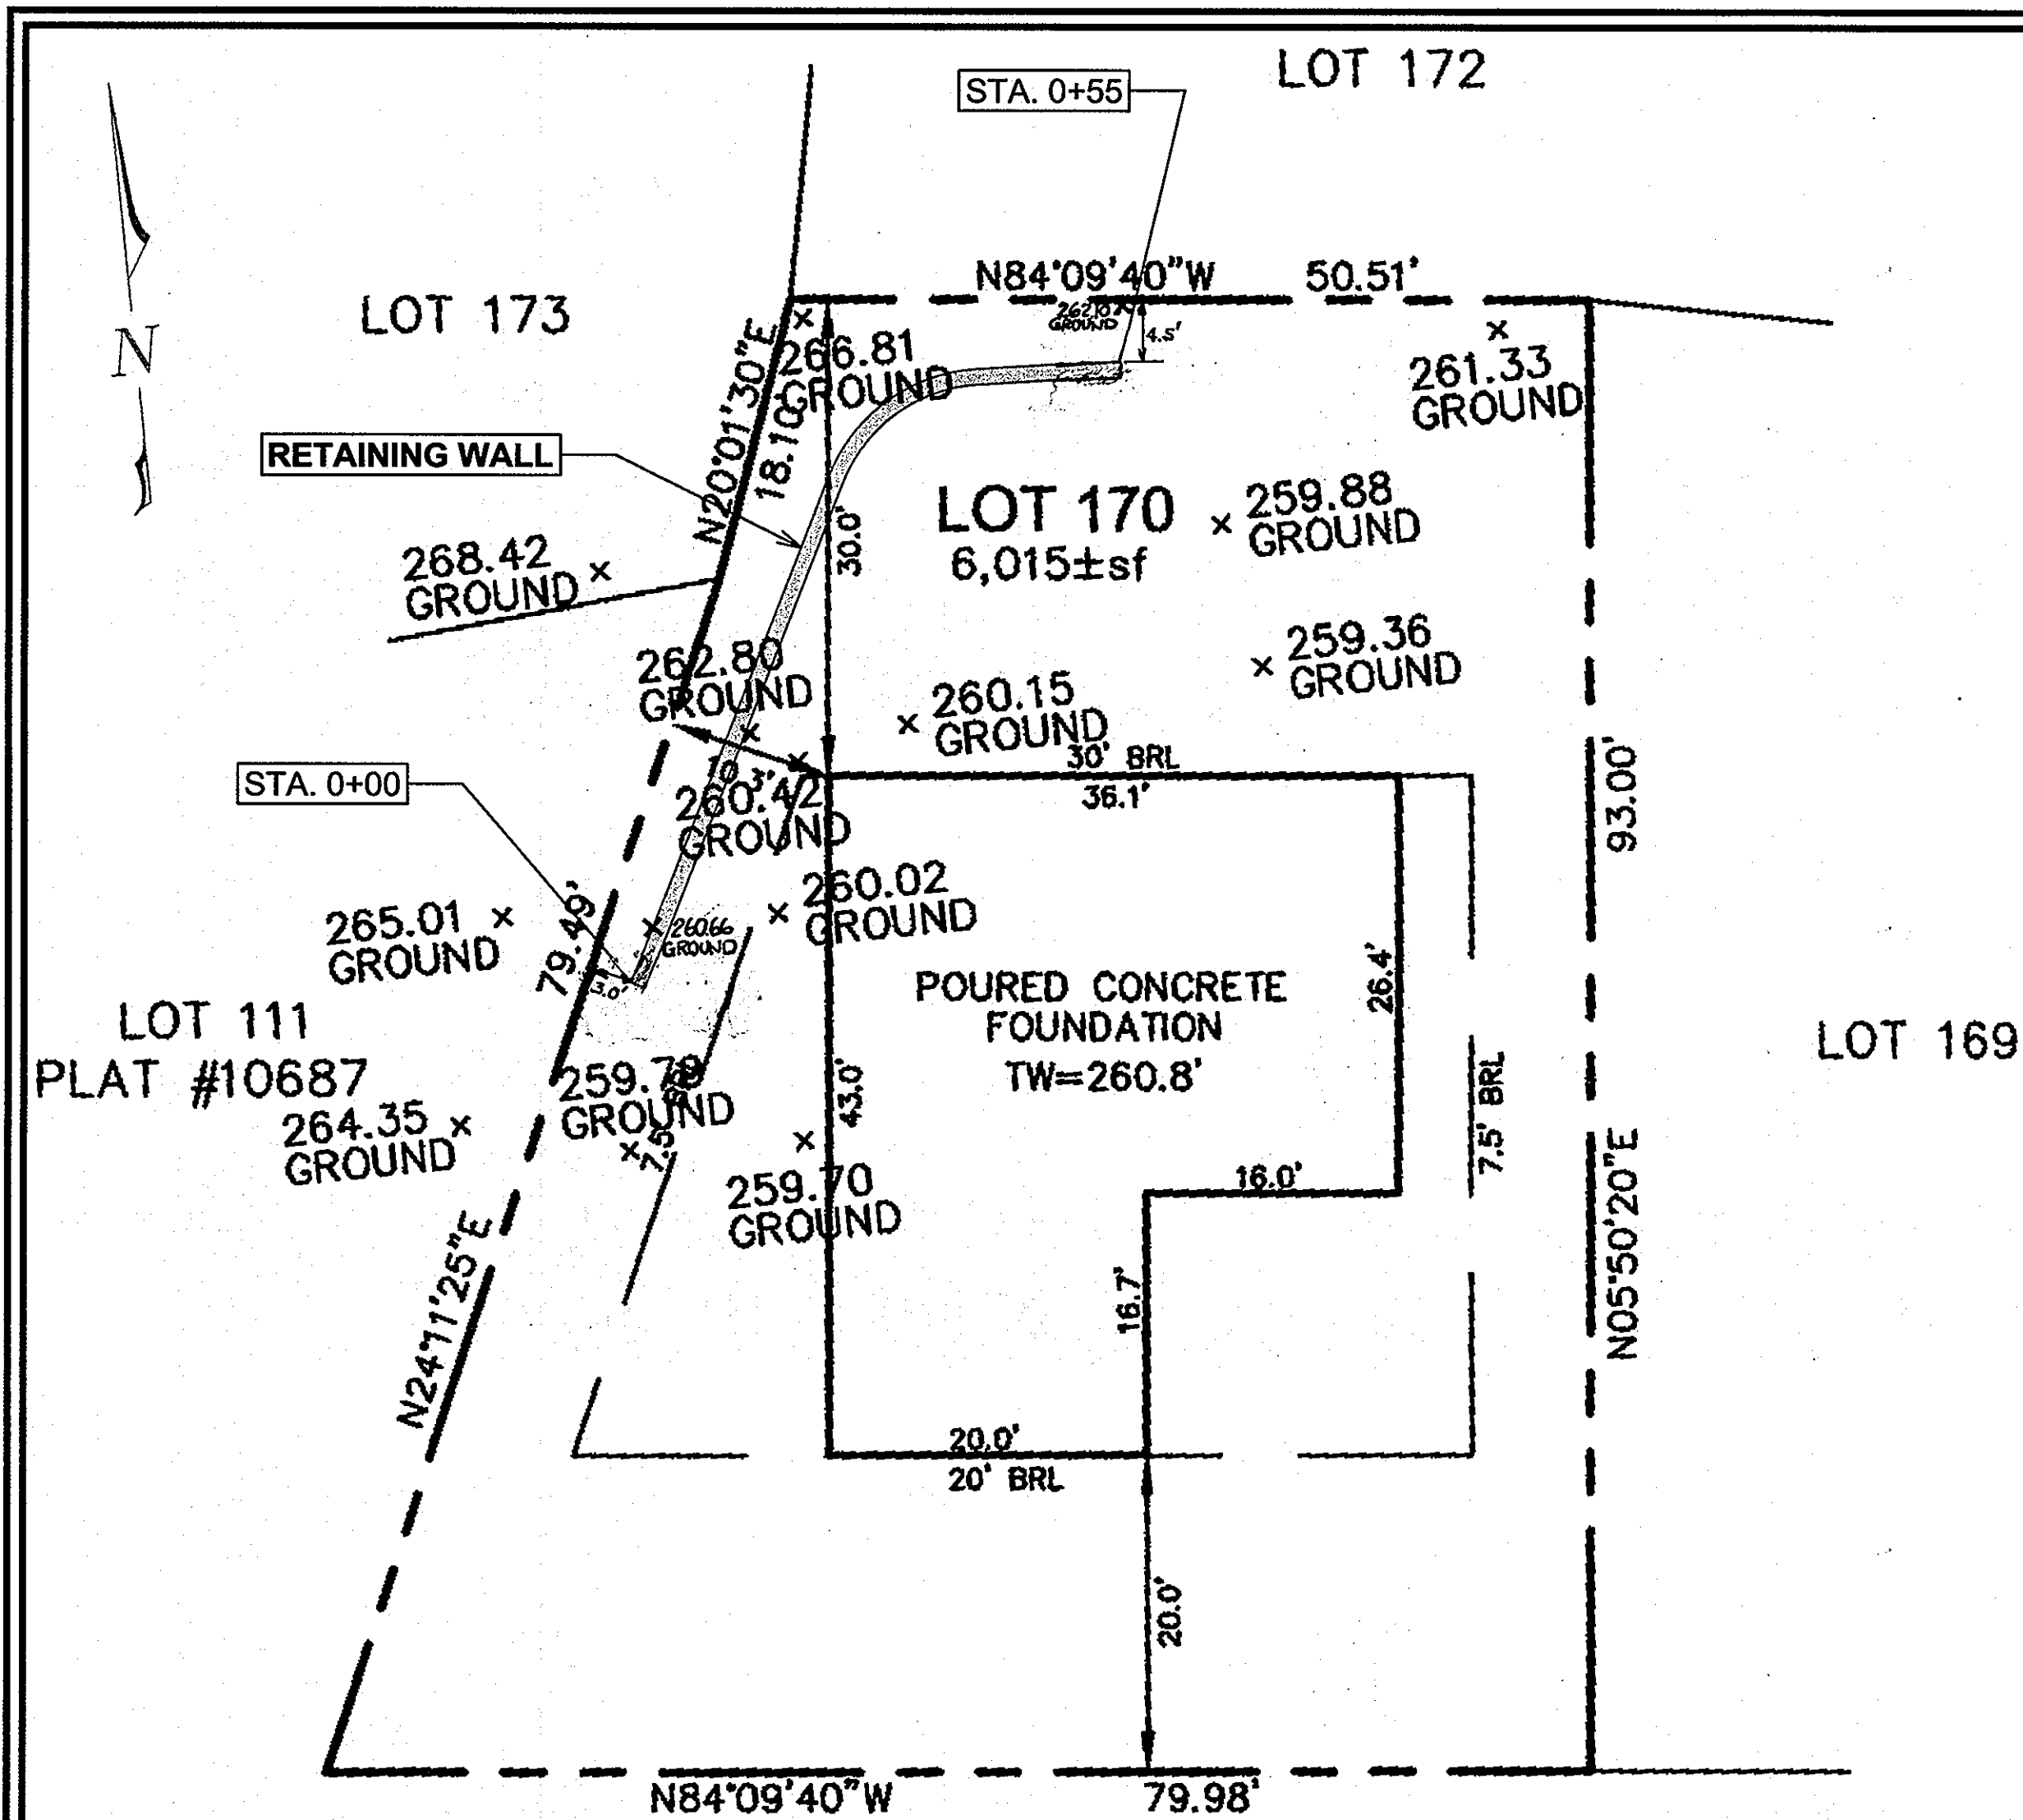 LOT 172
STA. 0+55
N84°09'40"W 50.51'
262.10
GROUND
4.5'
LOT 173
N
266.81
GROUND
261.33
GROUND
N20°01'30"E
18.10'
RETAINING WALL
LOT 170
6,015±sf
259.88
GROUND
30.0'
268.42
GROUND
262.80
GROUND
259.36
GROUND
260.15
GROUND
30' BRL
36.1'
10.3'
STA. 0+00
260.42
GROUND
93.00'
260.02
GROUND
265.01
GROUND
79.49'
260.66
GROUND
3.0'
POURED CONCRETE
FOUNDATION
TW=260.8'
26.4'
LOT 111
PLAT #10687
LOT 169
259.78
GROUND
7.5' BRL
43.0'
7.5' BRL
264.35
GROUND
259.70
GROUND
16.0'
N05°50'20"E
N24°11'25"E
16.7'
20.0'
20' BRL
20.0'
N84°09'40"W 79.98'